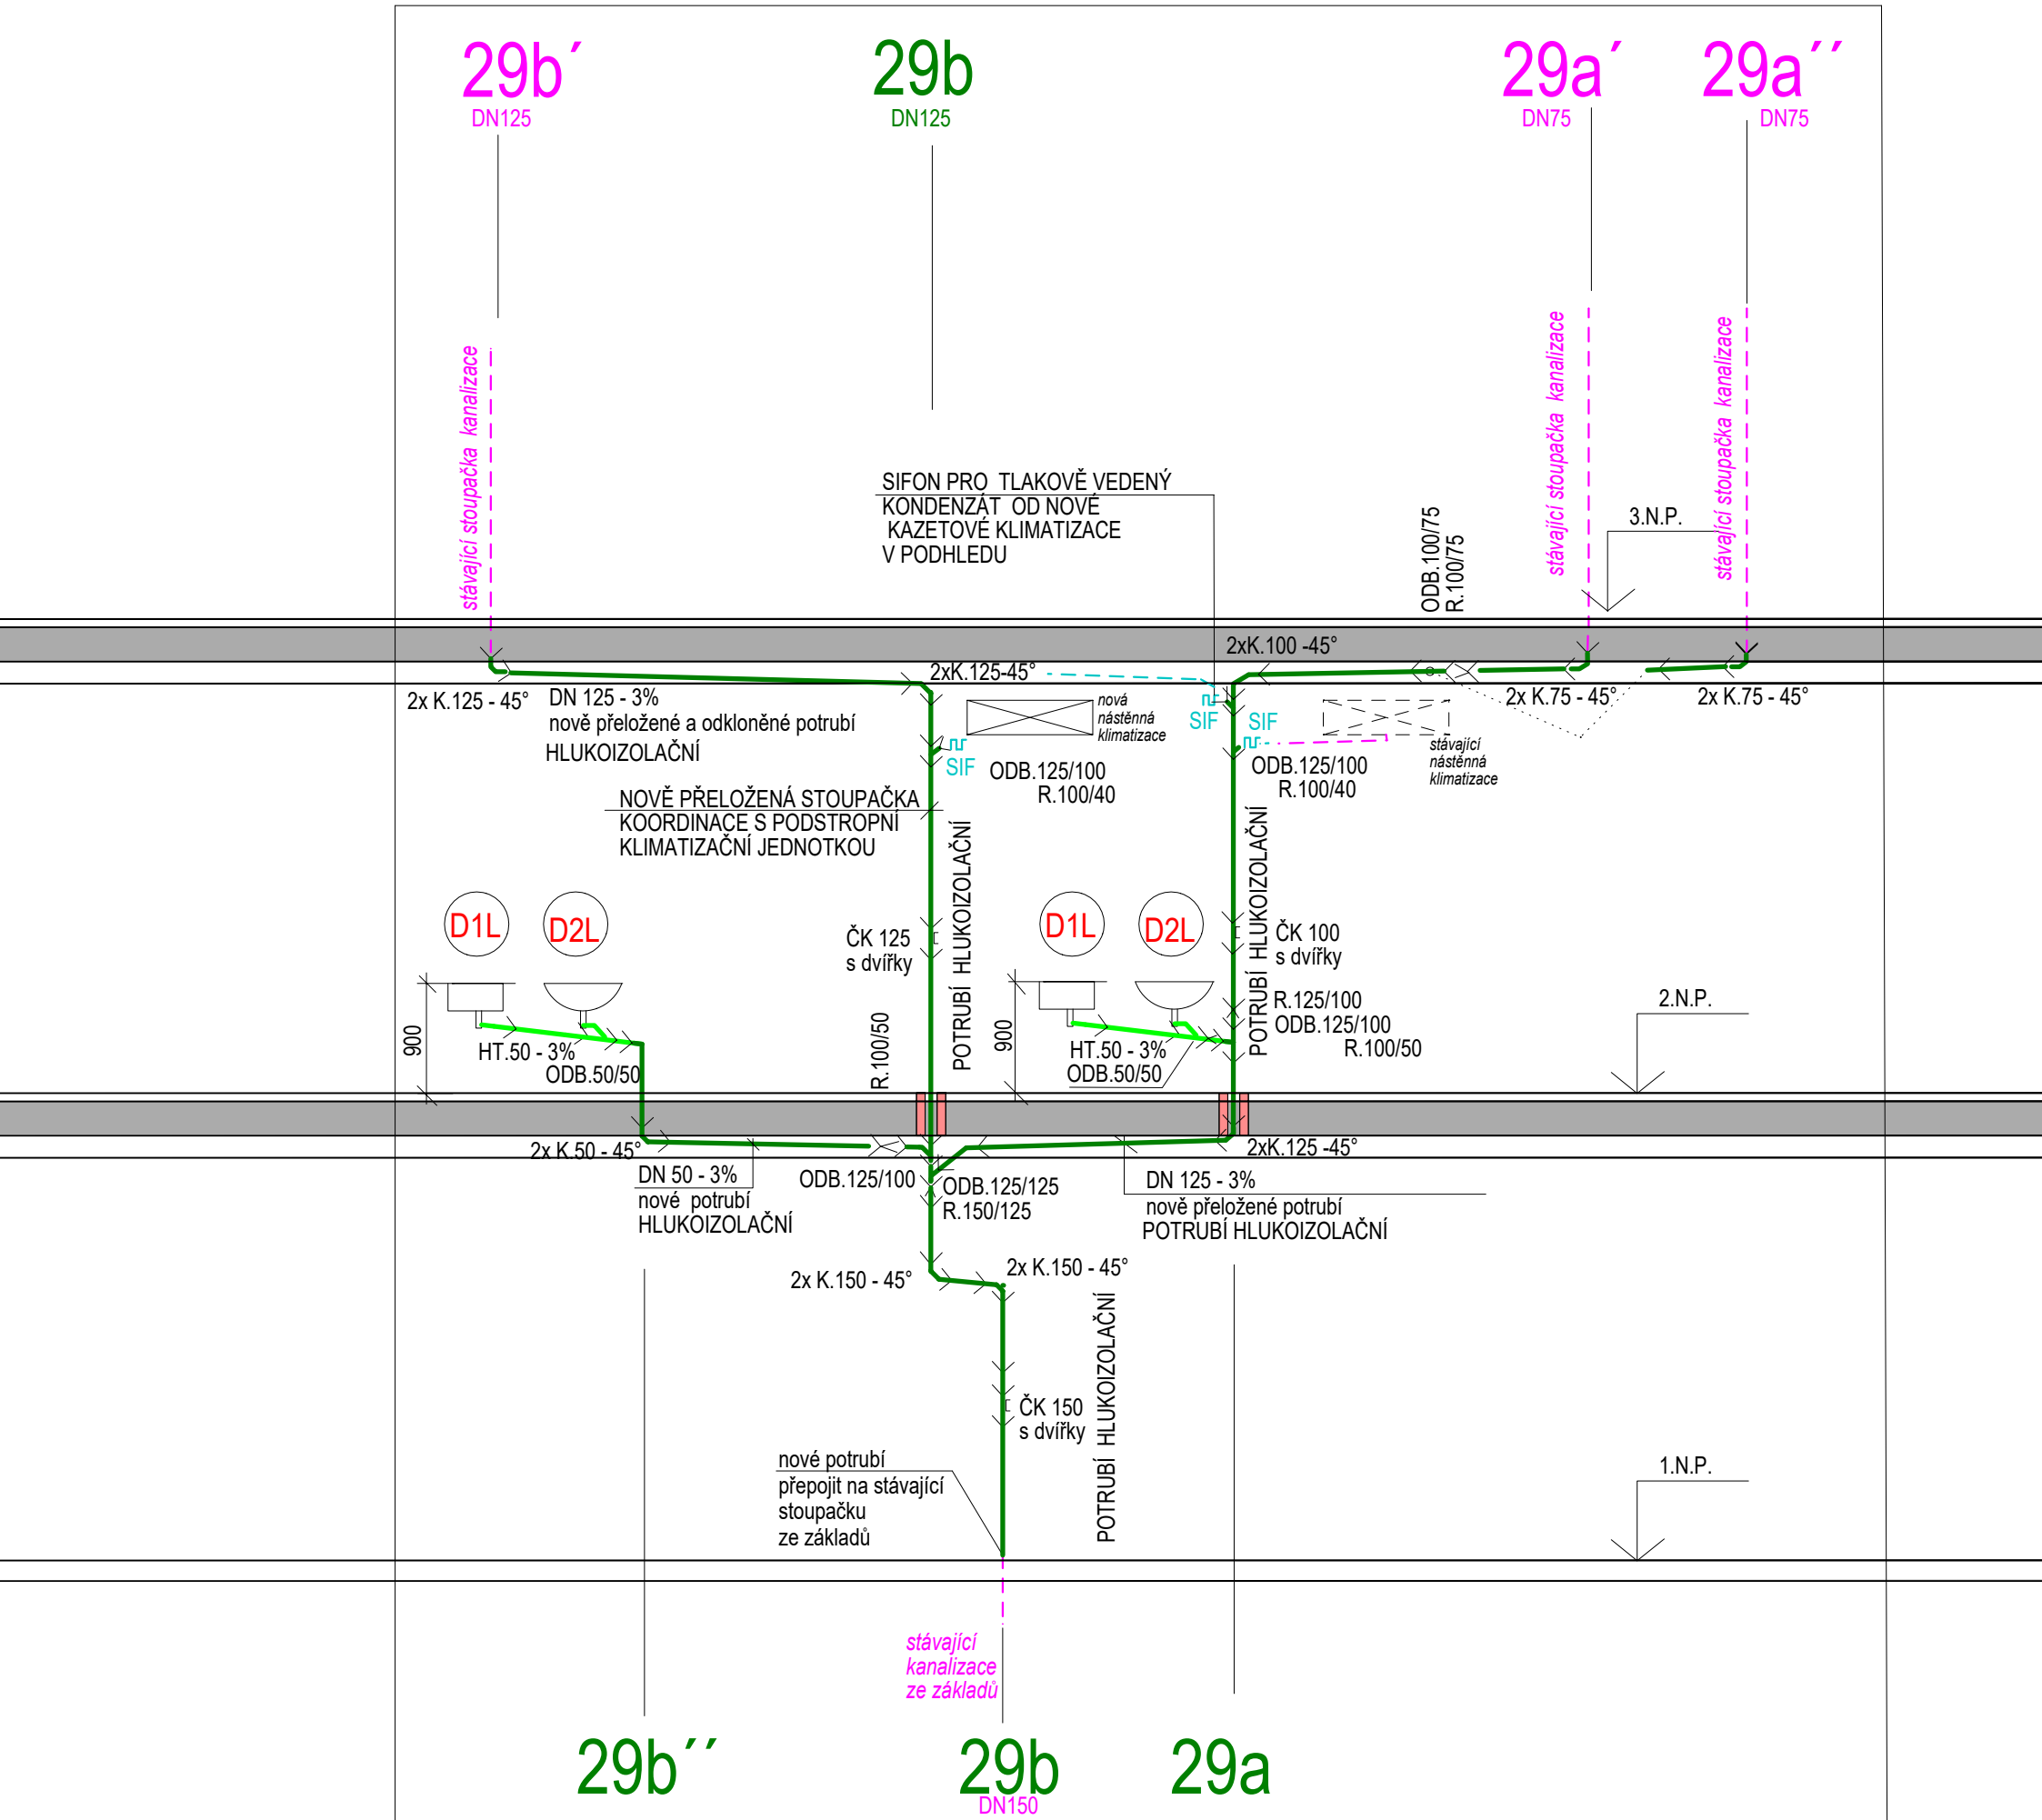 29b´
DN125
29b
DN125
29a´
DN75
29a´´
DN75
stávající stoupačka kanalizace
stávající stoupačka kanalizace
stávající stoupačka kanalizace
SIFON PRO TLAKOVĚ VEDENÝ
KONDENZÁT OD NOVÉ
KAZETOVÉ KLIMATIZACE
V PODHLEDU
ODB.100/75
R.100/75
3.N.P.
2xK.100 -45°
2xK.125-45°
2x K.125 - 45°
DN 125 - 3%
nově přeložené a odkloněné potrubí
HLUKOIZOLAČNÍ
2x K.75 - 45°
2x K.75 - 45°
nová
nástěnná
klimatizace
SIF
SIF
SIF
stávající
nástěnná
klimatizace
ODB.125/100
R.100/40
ODB.125/100
R.100/40
NOVĚ PŘELOŽENÁ STOUPAČKA
KOORDINACE S PODSTROPNÍ
KLIMATIZAČNÍ JEDNOTKOU
POTRUBÍ HLUKOIZOLAČNÍ
POTRUBÍ HLUKOIZOLAČNÍ
D1L
D2L
ČK 125
s dvířky
D1L
D2L
ČK 100
s dvířky
R.125/100
ODB.125/100
R.100/50
2.N.P.
900
HT.50 - 3%
ODB.50/50
R.100/50
900
HT.50 - 3%
ODB.50/50
2x K.50 - 45°
DN 50 - 3%
nové potrubí
HLUKOIZOLAČNÍ
ODB.125/100
ODB.125/125
R.150/125
2xK.125 -45°
DN 125 - 3%
nově přeložené potrubí
POTRUBÍ HLUKOIZOLAČNÍ
2x K.150 - 45°
2x K.150 - 45°
POTRUBÍ HLUKOIZOLAČNÍ
ČK 150
s dvířky
nové potrubí
přepojit na stávající
stoupačku
ze základů
1.N.P.
stávající
kanalizace
ze základů
29b´´
29b
DN150
29a